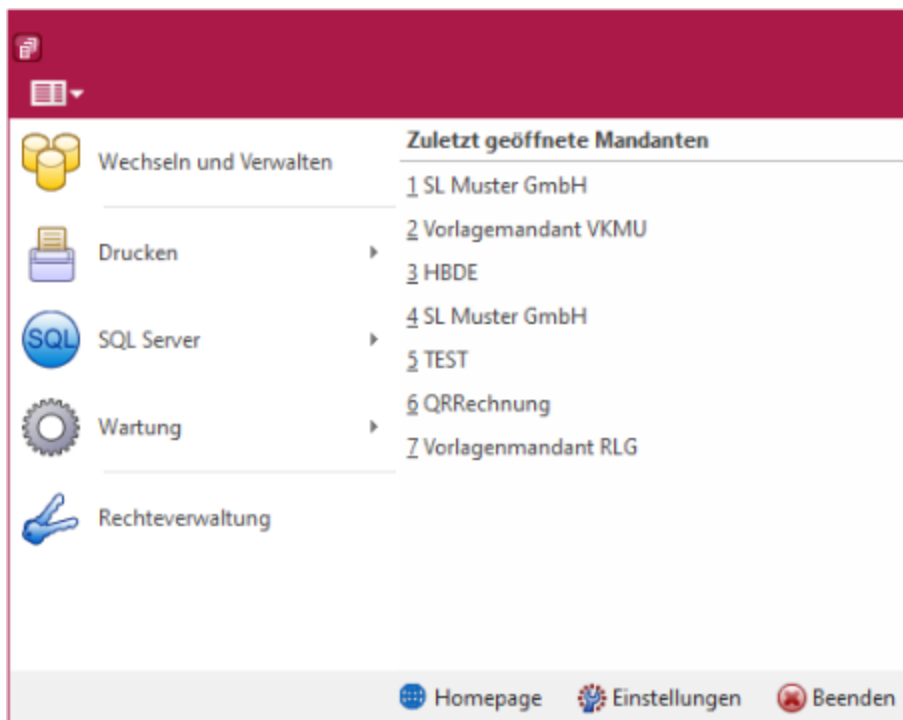 Wechseln und Verwalten
Drucken
SQL
SQL Server
Wartung
Rechteverwaltung
Zuletzt geöffnete Mandanten
1 SL Muster GmbH
2 Vorlagemandant VKMU
3 HBDE
4 SL Muster GmbH
5 TEST
6 QRRechnung
7 Vorlagenmandant RLG
Homepage Einstellungen Beenden